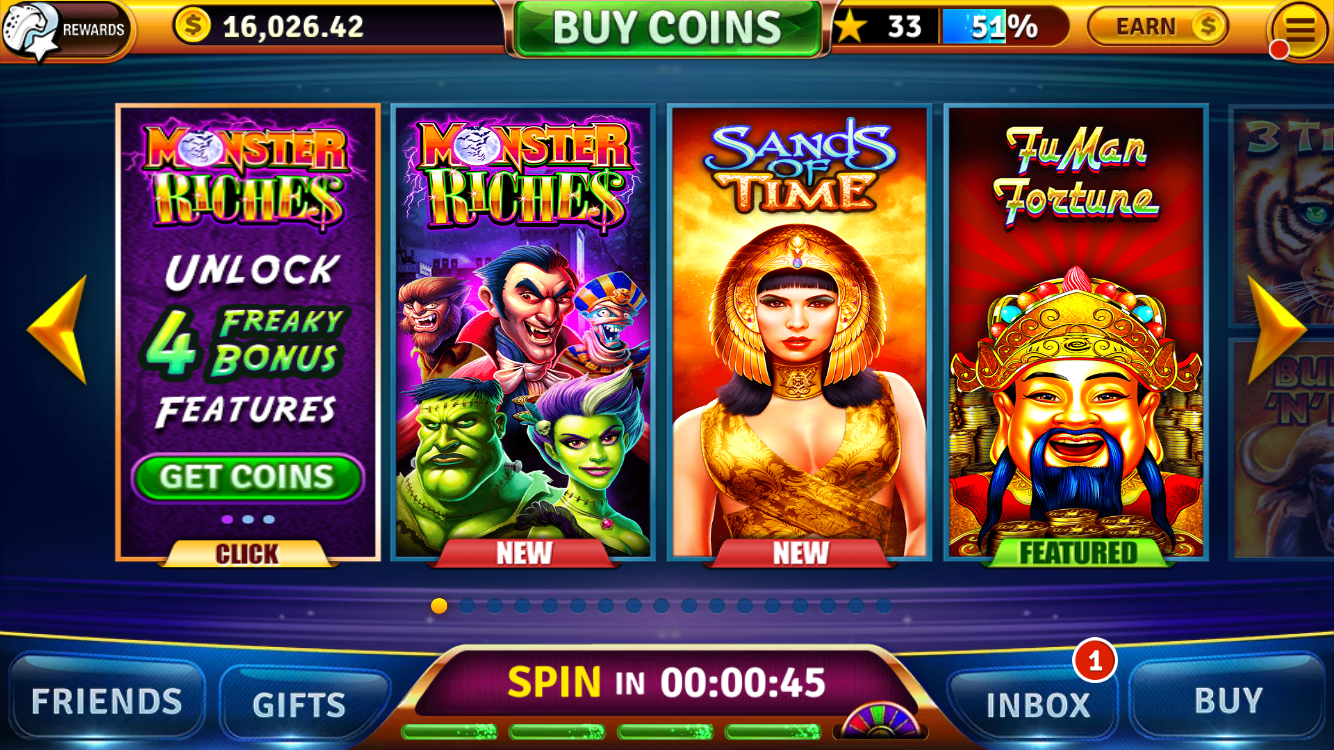 REWARDS
16,026.42
BUY COINS
33
51%
EARN
MONSTER
RICHE$
UNLOCK
4 FREAKY
BONUS
FEATURES
GET COINS
CLICK
MONSTER
RICHE$
NEW
SANDS
OF
TIME
NEW
Fu Man
Fortune
FEATURED
FRIENDS
GIFTS
SPIN IN 00:00:45
1
INBOX
BUY